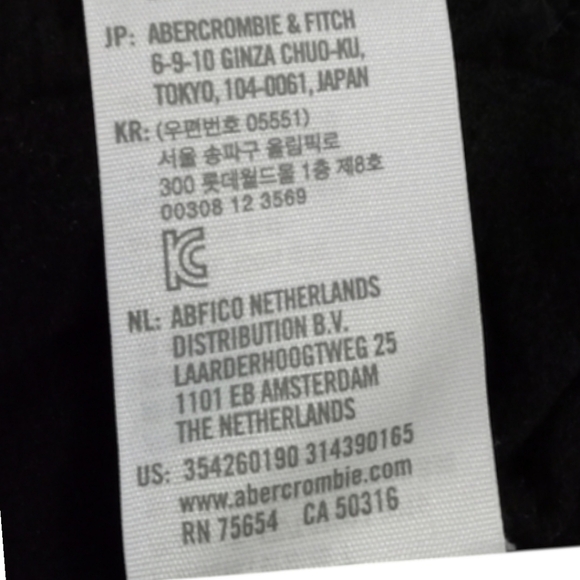 JP: ABERCROMBIE & FITCH
6-9-10 GINZA CHUO-KU,
TOKYO, 104-0061, JAPAN
KR: (우편번호 05551)
서울 송파구 올림픽로
300 롯데월드몰 1층 제8호
00308 12 3569
KC
NL: ABFICO NETHERLANDS
DISTRIBUTION B.V.
LAARDERHOOGTWEG 25
1101 EB AMSTERDAM
THE NETHERLANDS
US: 354260190 314390165
www.abercrombie.com
RN 75654 CA 50316